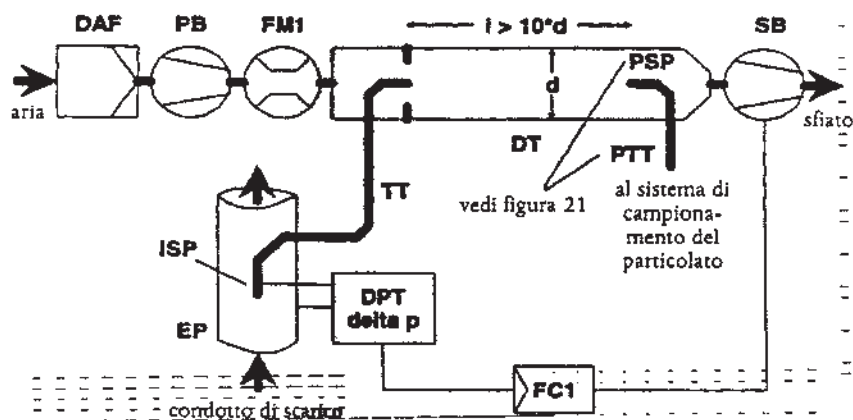 DAF PB FM1 l > 10*d SB
aria
d
PSP
sfiato
DT
PTT
TT
vedi figura 21
al sistema di
campiona-
mento del
particolato
ISP
DPT
delta p
EP
FC1
condotto di scarico